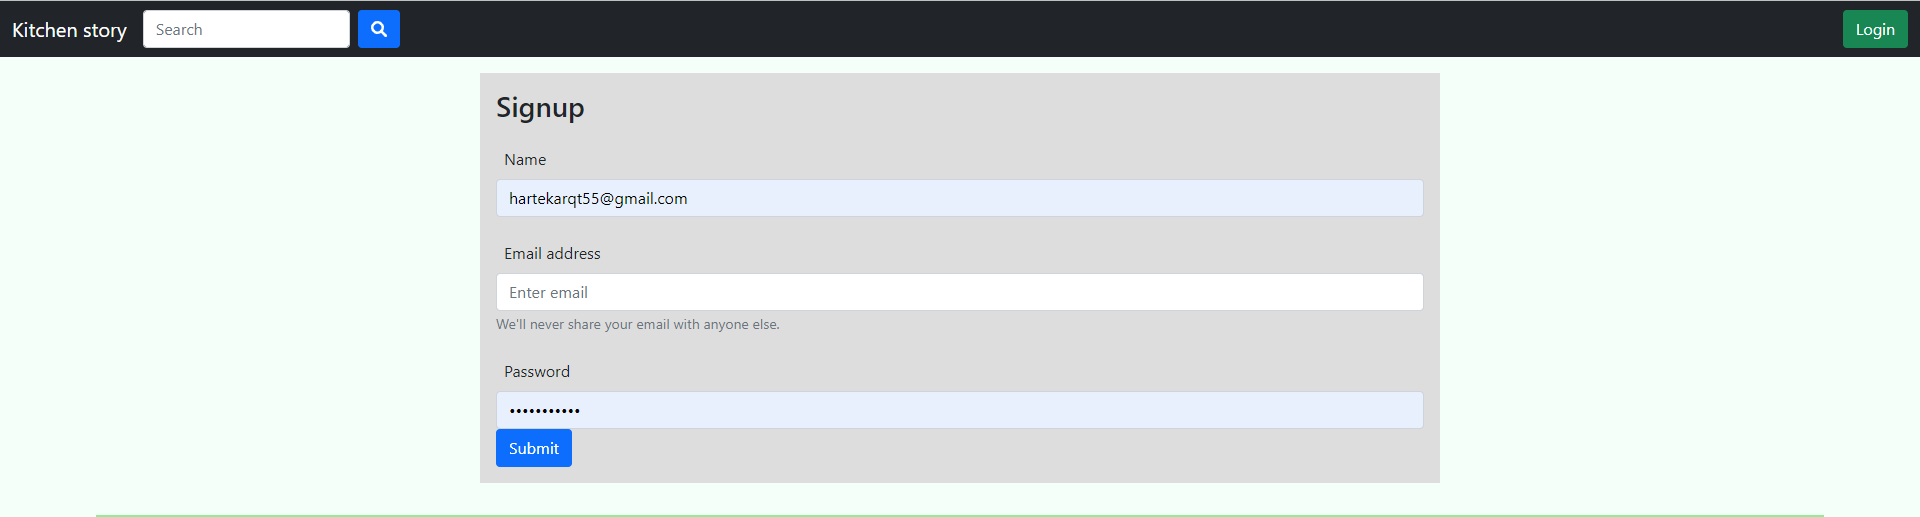 Kitchen story Search Login
Signup
Name
hartekarqt55@gmail.com
Email address
Enter email
We'll never share your email with anyone else.
Password
•••••••••••
Submit